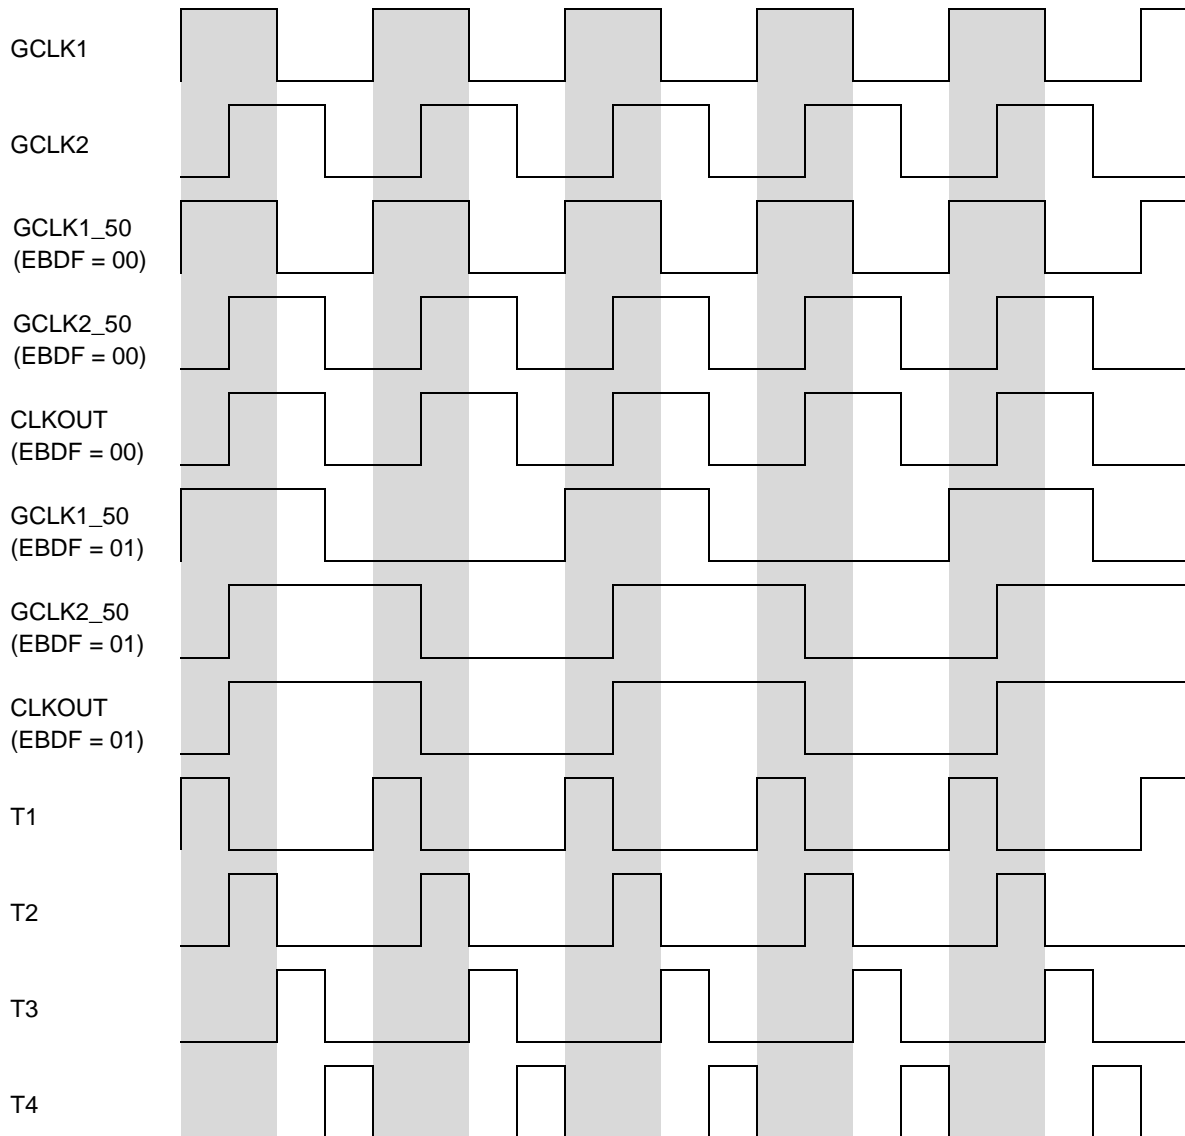 GCLK1
GCLK2
GCLK1_50
(EBDF = 00)
GCLK2_50
(EBDF = 00)
CLKOUT
(EBDF = 00)
GCLK1_50
(EBDF = 01)
GCLK2_50
(EBDF = 01)
CLKOUT
(EBDF = 01)
T1
T2
T3
T4